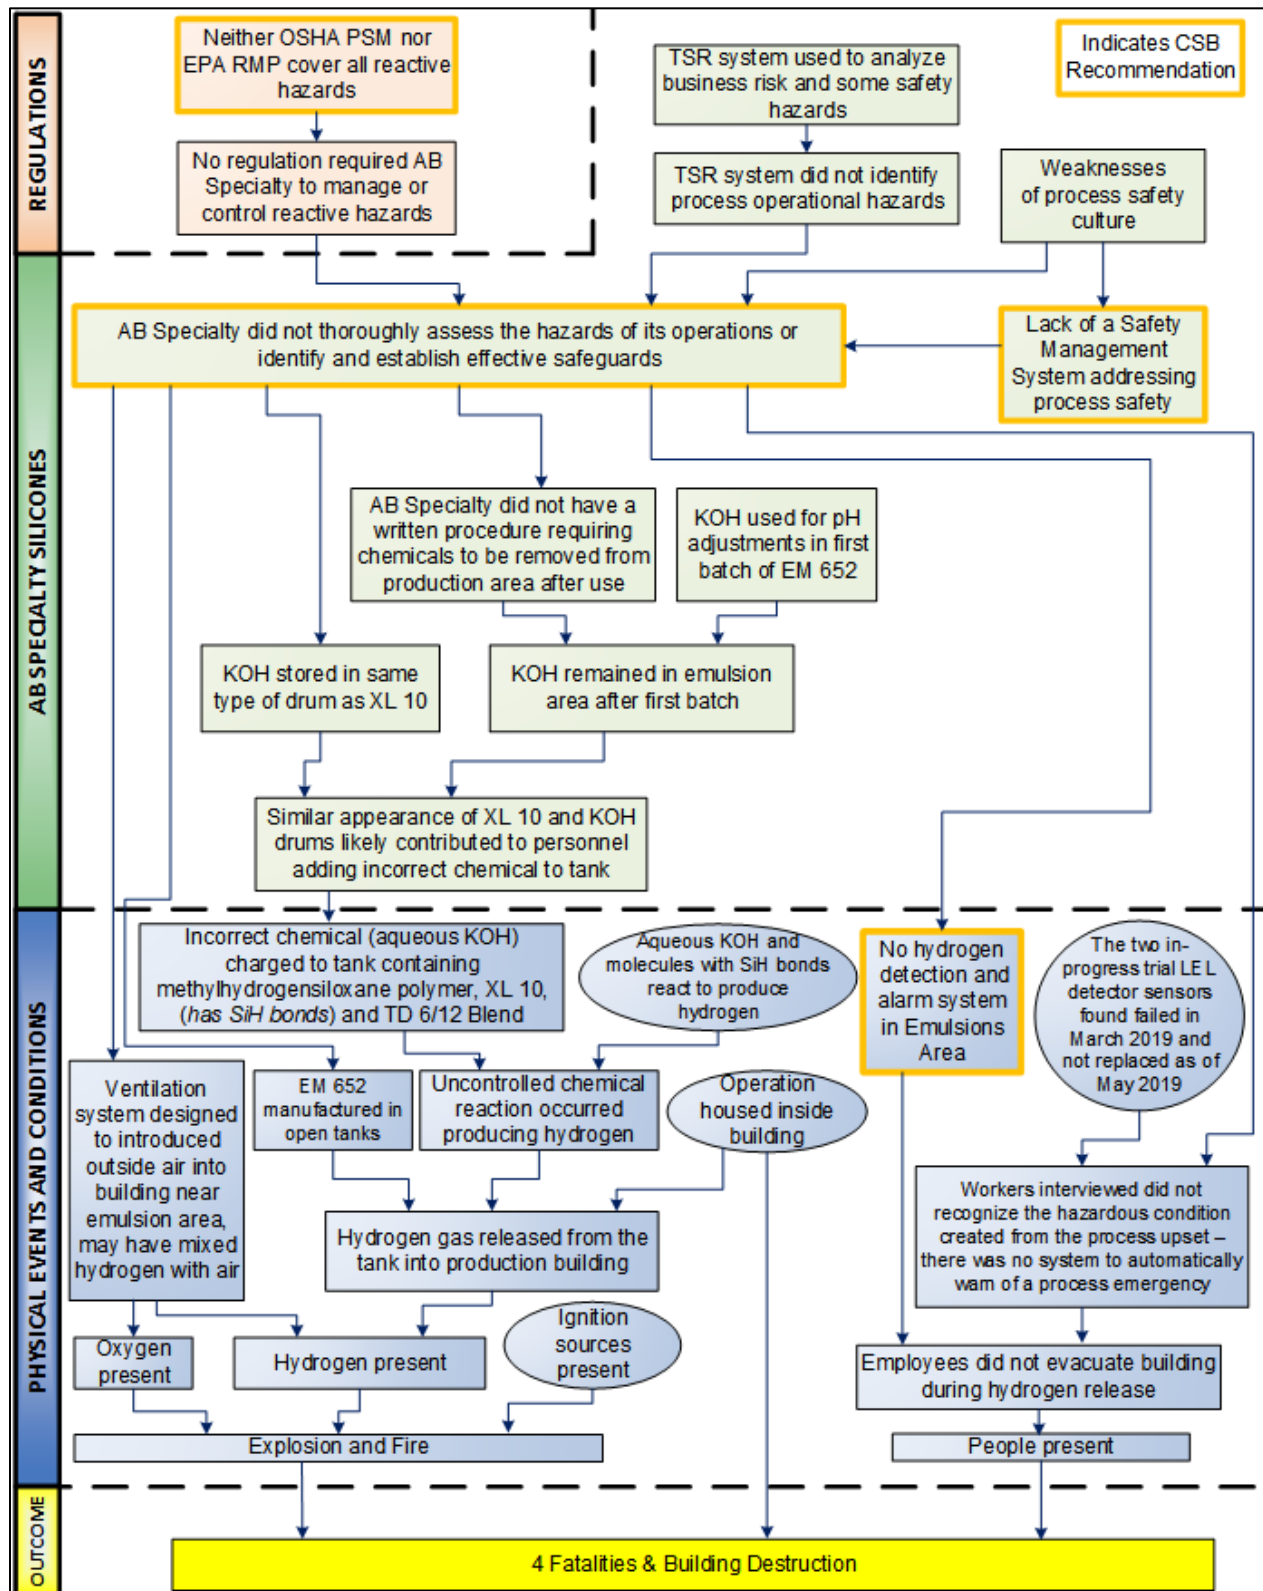 REGULATIONS
Neither OSHA PSM nor
EPA RMP cover all reactive
hazards
TSR system used to analyze
business risk and some safety
hazards
Indicates CSB
Recommendation
No regulation required AB
Specialty to manage or
control reactive hazards
TSR system did not identify
process operational hazards
Weaknesses
of process safety
culture
AB SPECIALTY SILICONES
AB Specialty did not thoroughly assess the hazards of its operations or
identify and establish effective safeguards
Lack of a Safety
Management
System addressing
process safety
AB Specialty did not have a
written procedure requiring
chemicals to be removed from
production area after use
KOH used for pH
adjustments in first
batch of EM 652
KOH stored in same
type of drum as XL 10
KOH remained in emulsion
area after first batch
Similar appearance of XL 10 and KOH
drums likely contributed to personnel
adding incorrect chemical to tank
PHYSICAL EVENTS AND CONDITIONS
Incorrect chemical (aqueous KOH)
charged to tank containing
methylhydrogensiloxane polymer, XL 10,
(has SiH bonds) and TD 6/12 Blend
Aqueous KOH and
molecules with SiH bonds
react to produce
hydrogen
No hydrogen
detection and
alarm system
in Emulsions
Area
The two in-
progress trial LEL
detector sensors
found failed in
March 2019 and
not replaced as of
May 2019
Ventilation
system designed
to introduced
outside air into
building near
emulsion area,
may have mixed
hydrogen with air
EM 652
manufactured in
open tanks
Uncontrolled chemical
reaction occurred
producing hydrogen
Operation
housed inside
building
Workers interviewed did not
recognize the hazardous condition
created from the process upset –
there was no system to automatically
warn of a process emergency
Hydrogen gas released from the
tank into production building
Oxygen
present
Hydrogen present
Ignition
sources
present
Employees did not evacuate building
during hydrogen release
Explosion and Fire
People present
OUTCOME
4 Fatalities & Building Destruction